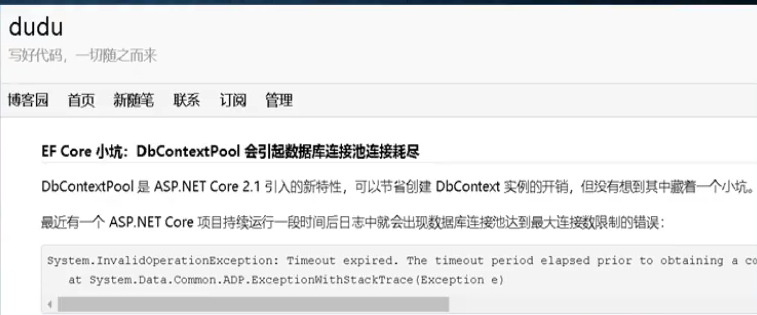 dudu
写好代码，一切随之而来
博客园 首页 新随笔 联系 订阅 管理
EF Core 小坑：DbContextPool 会引起数据库连接池连接耗尽
DbContextPool 是 ASP.NET Core 2.1 引入的新特性，可以节省创建 DbContext 实例的开销，但没有想到其中藏着一个小坑。
最近有一个 ASP.NET Core 项目持续运行一段时间后日志中就会出现数据库连接池达到最大连接数限制的错误：
System.InvalidOperationException: Timeout expired. The timeout period elapsed prior to obtaining a co
at System.Data.Common.ADP.ExceptionWithStackTrace(Exception e)